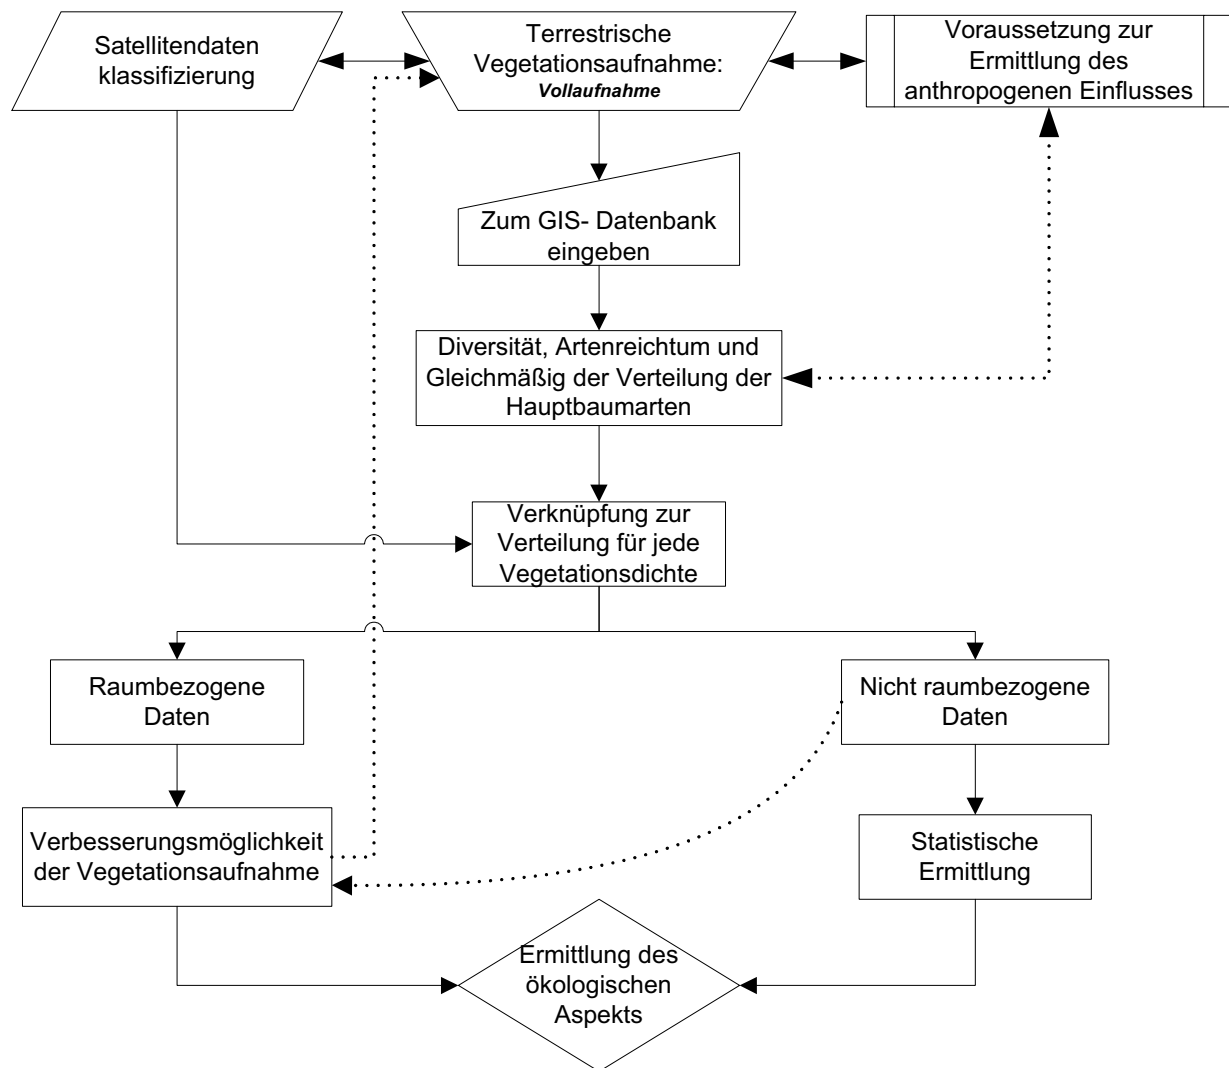 Satellitendaten
klassifizierung
Terrestrische
Vegetationsaufnahme:
Vollaufnahme
Voraussetzung zur
Ermittlung des
anthropogenen Einflusses
Zum GIS- Datenbank
eingeben
Diversität, Artenreichtum und
Gleichmäßig der Verteilung der
Hauptbaumarten
Verknüpfung zur
Verteilung für jede
Vegetationsdichte
Raumbezogene
Daten
Nicht raumbezogene
Daten
Verbesserungsmöglichkeit
der Vegetationsaufnahme
Statistische
Ermittlung
Ermittlung des
ökologischen
Aspekts